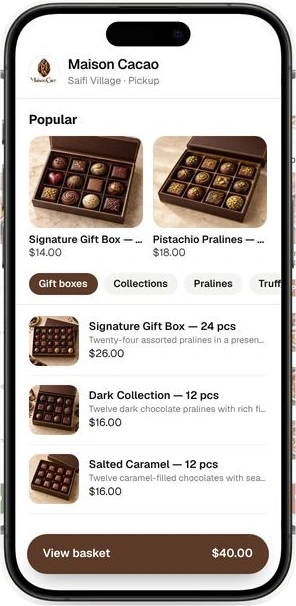 Maison Cacao
Saifi Village · Pickup
Popular
Signature Gift Box — ...
$14.00
Pistachio Pralines — ...
$18.00
Gift boxes
Collections
Pralines
Truff
Signature Gift Box — 24 pcs
Twenty-four assorted pralines in a presen...
$26.00
Dark Collection — 12 pcs
Twelve dark chocolate pralines with rich fi...
$16.00
Salted Caramel — 12 pcs
Twelve caramel-filled chocolates with sea...
$16.00
View basket $40.00